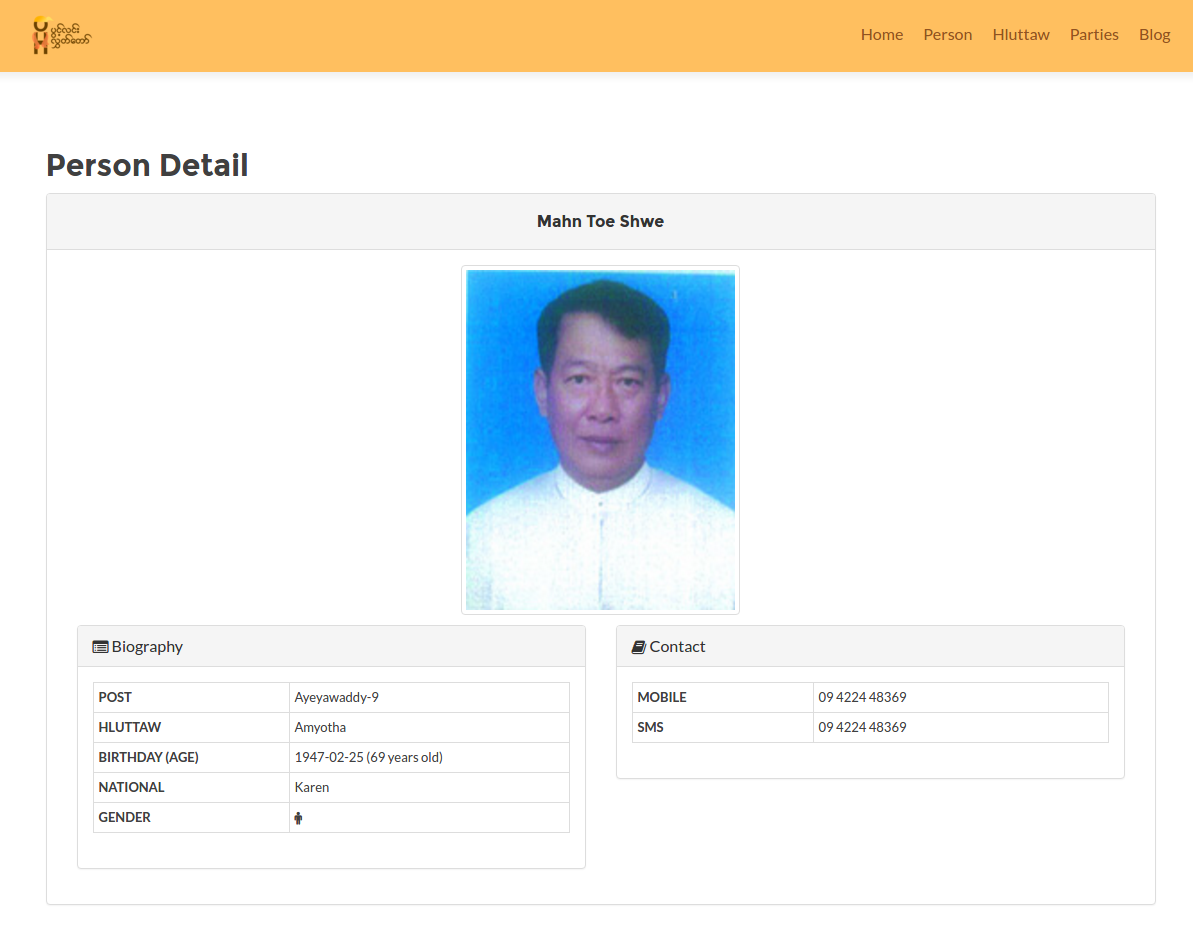 ပွင့်လင်း
လွှတ်တော်
Home Person Hluttaw Parties Blog
Person Detail
Mahn Toe Shwe
Biography
POST Ayeyawaddy-9
HLUTTAW Amyotha
BIRTHDAY (AGE) 1947-02-25 (69 years old)
NATIONAL Karen
GENDER
Contact
MOBILE 09 4224 48369
SMS 09 4224 48369